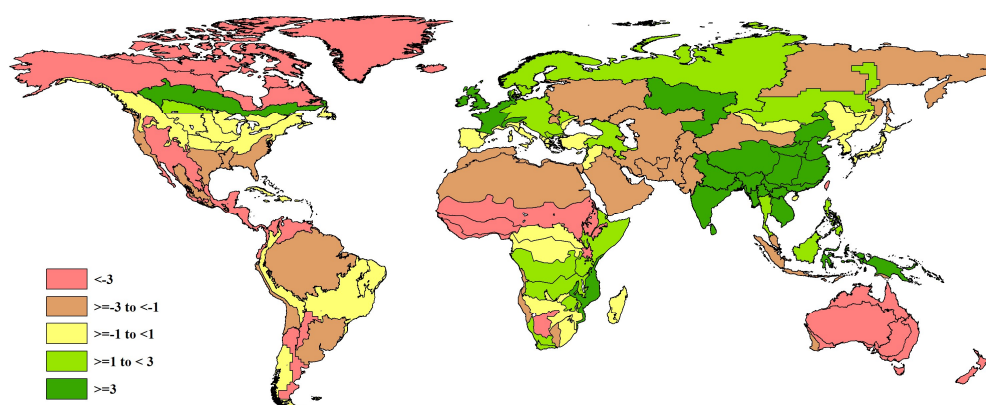 <-3
>=-3 to <-1
>=-1 to <1
>=1 to < 3
>=3